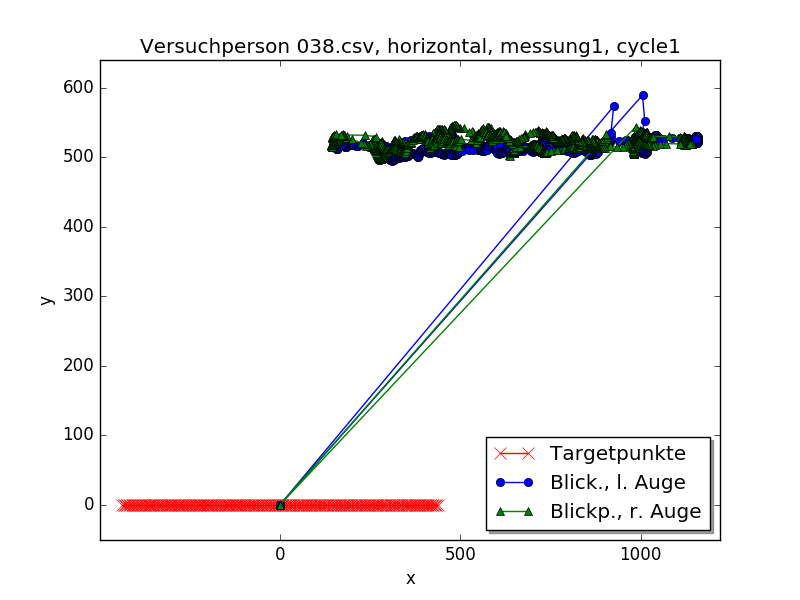 Versuchperson 038.csv, horizontal, messung1, cycle1
600
500
400
300
200
100
0
y
0 500 1000
x
Targetpunkte
Blick., l. Auge
Blickp., r. Auge